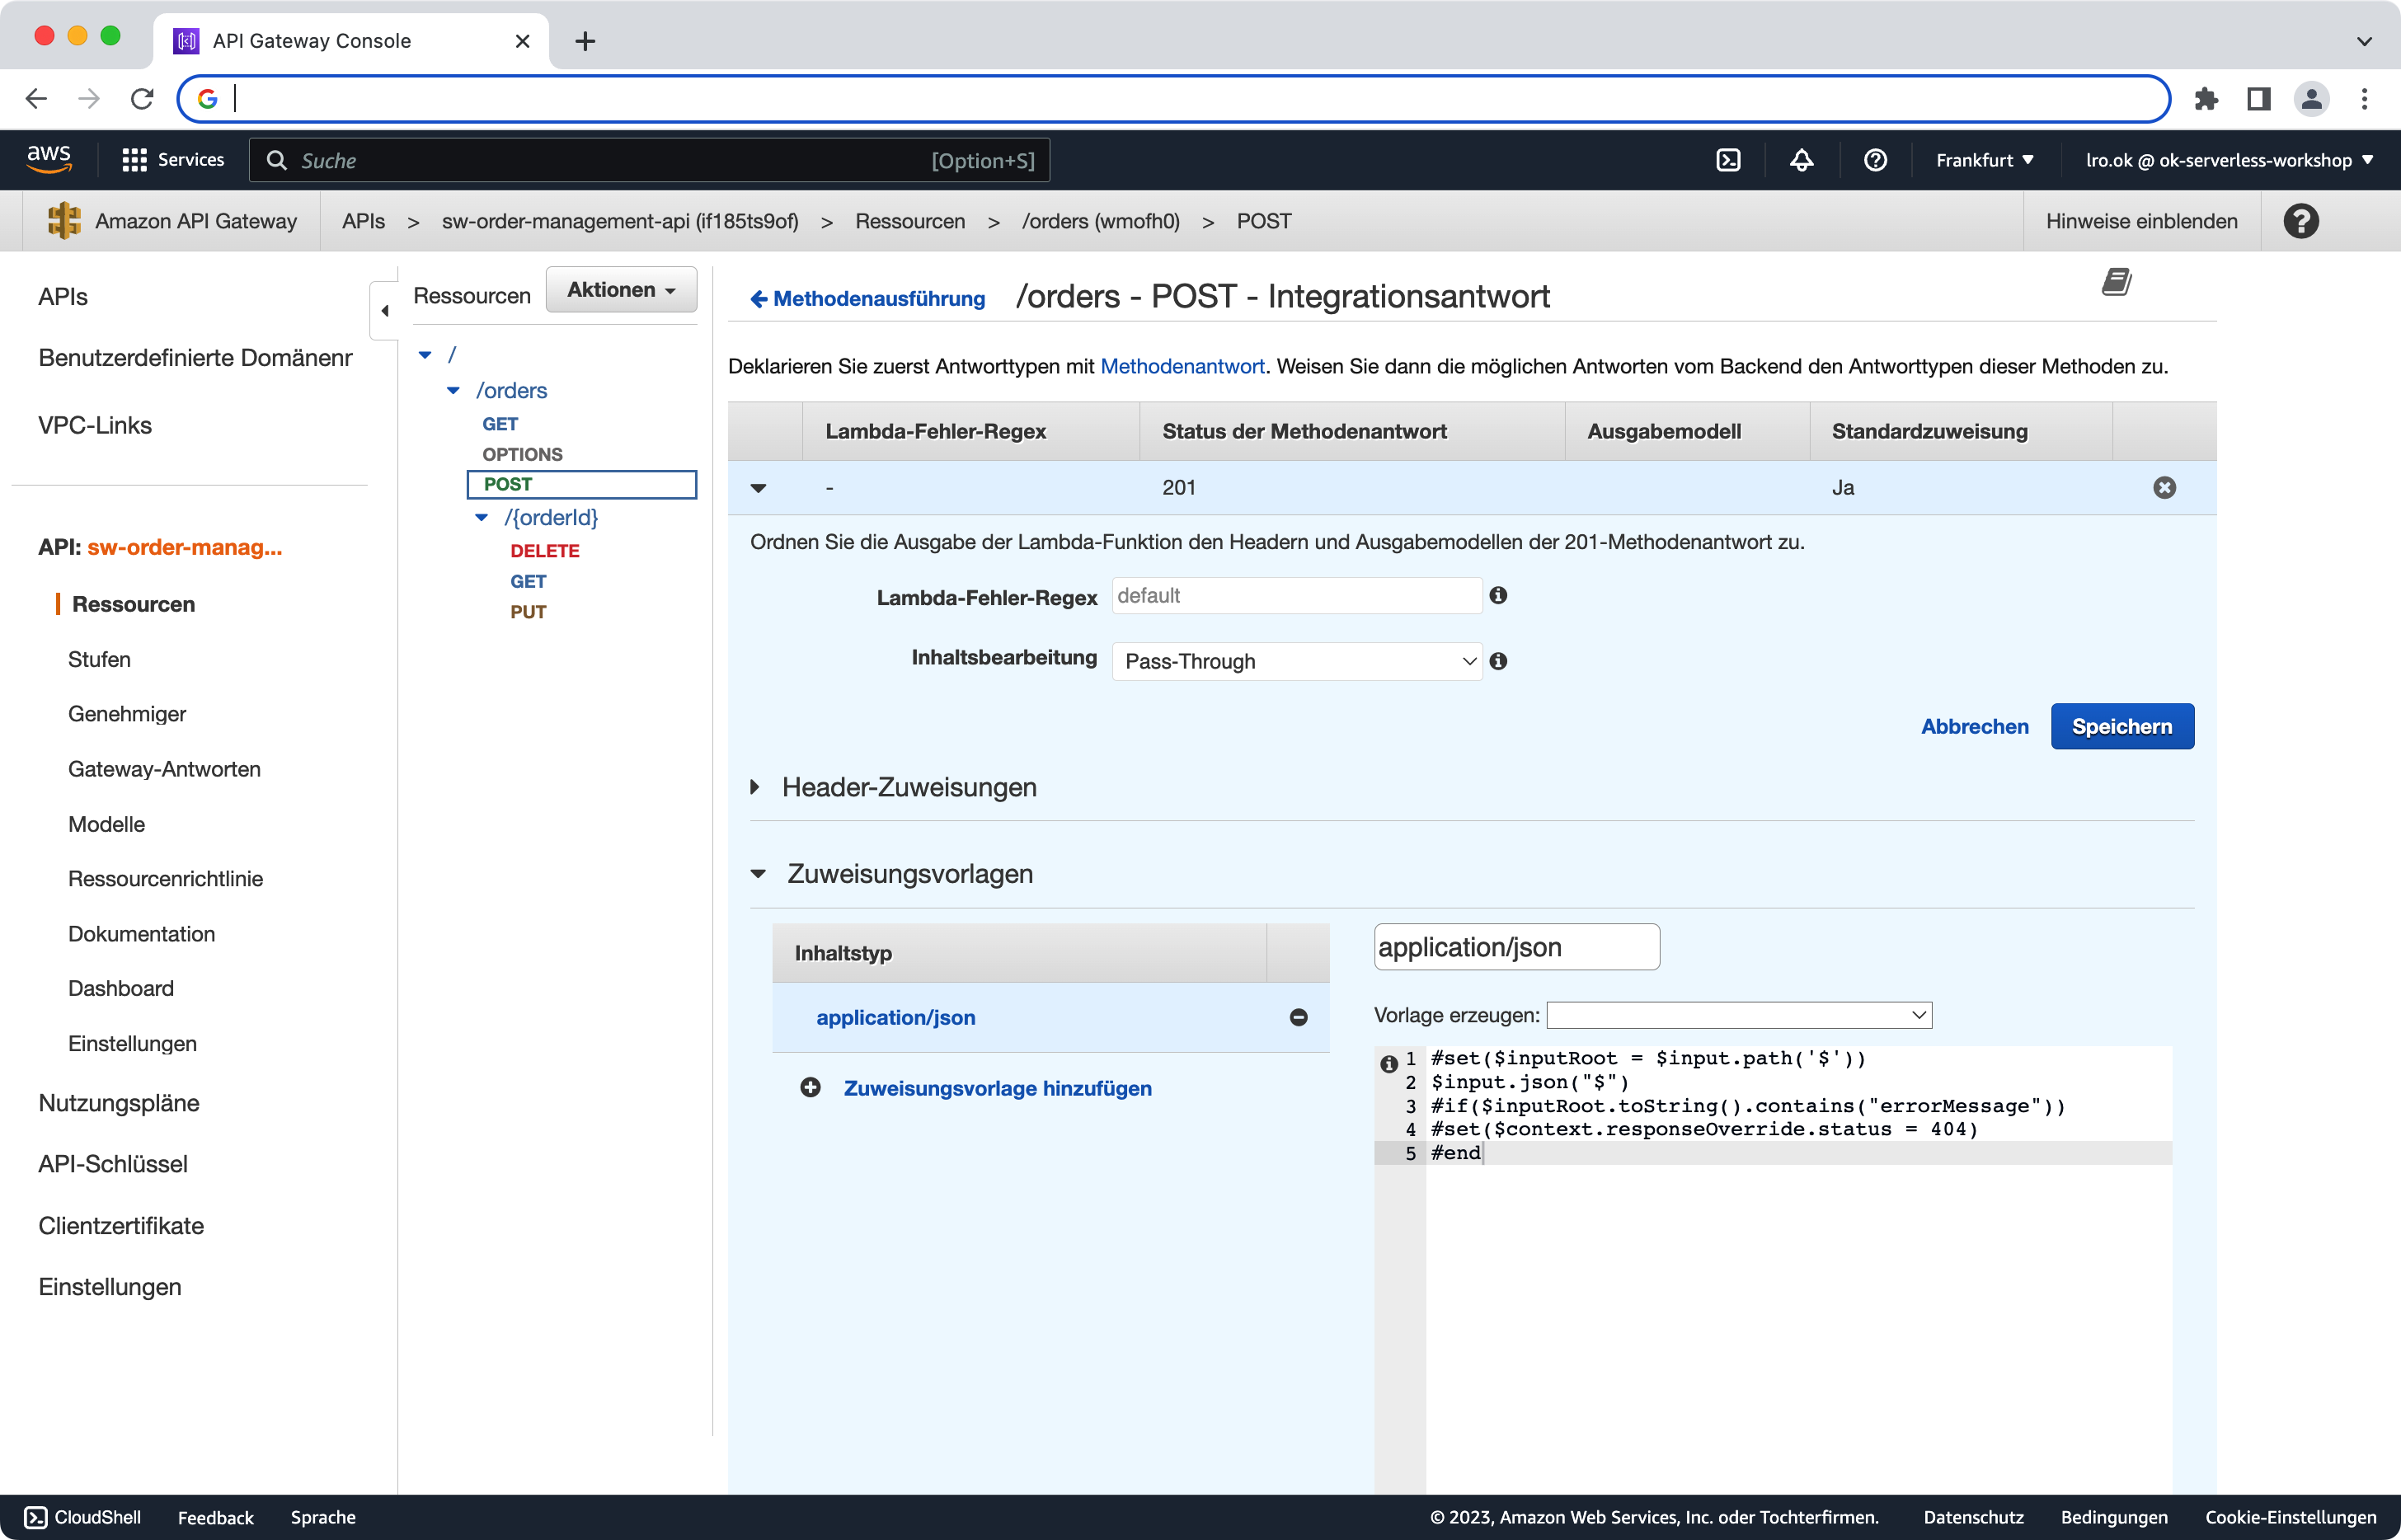 API Gateway Console
aws
Services
Suche
[Option+S]
Frankfurt
lro.ok @ ok-serverless-workshop
Amazon API Gateway
APIs > sw-order-management-api (if185ts9of) > Ressourcen > /orders (wmofh0) > POST
Hinweise einblenden
APIs
Benutzerdefinierte Domänenr
VPC-Links
API: sw-order-manag...
Ressourcen
Stufen
Genehmiger
Gateway-Antworten
Modelle
Ressourcenrichtlinie
Dokumentation
Dashboard
Einstellungen
Nutzungspläne
API-Schlüssel
Clientzertifikate
Einstellungen
Ressourcen
Aktionen
/
/orders
GET
OPTIONS
POST
/{orderId}
DELETE
GET
PUT
Methodenausführung
/orders - POST - Integrationsantwort
Deklarieren Sie zuerst Antworttypen mit Methodenantwort. Weisen Sie dann die möglichen Antworten vom Backend den Antworttypen dieser Methoden zu.
Lambda-Fehler-Regex Status der Methodenantwort Ausgabemodell Standardzuweisung
- 201 Ja
Ordnen Sie die Ausgabe der Lambda-Funktion den Headern und Ausgabemodellen der 201-Methodenantwort zu.
Lambda-Fehler-Regex default
Inhaltsbearbeitung Pass-Through
Abbrechen Speichern
Header-Zuweisungen
Zuweisungsvorlagen
Inhaltstyp
application/json
Zuweisungsvorlage hinzufügen
application/json
Vorlage erzeugen:
1 #set($inputRoot = $input.path('$'))
2 $input.json("$")
3 #if($inputRoot.toString().contains("errorMessage"))
4 #set($context.responseOverride.status = 404)
5 #end
CloudShell Feedback Sprache
© 2023, Amazon Web Services, Inc. oder Tochterfirmen. Datenschutz Bedingungen Cookie-Einstellungen